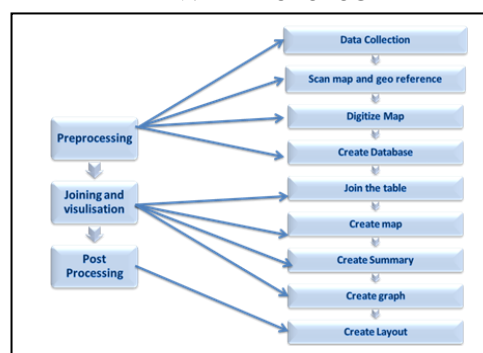 Data Collection
Scan map and geo reference
Digitize Map
Preprocessing
Create Database
Joining and
visulisation
Join the table
Create map
Post
Processing
Create Summary
Create graph
Create Layout